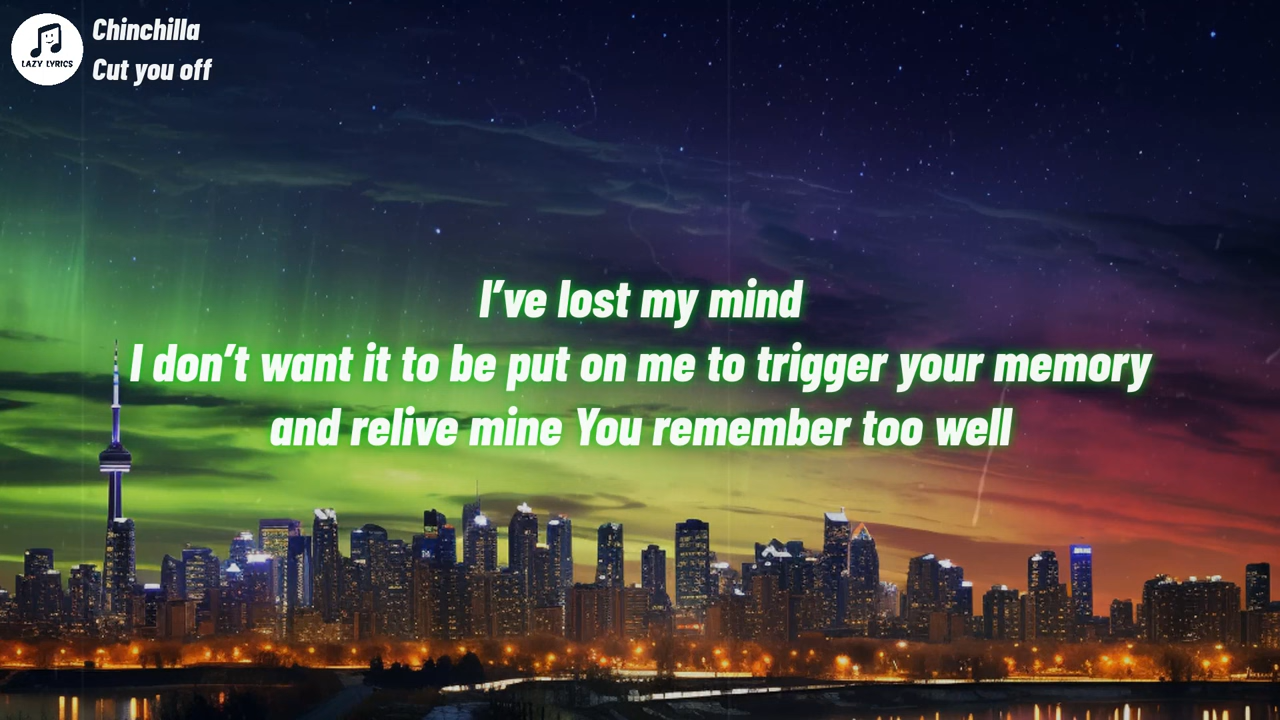 Chinchilla
LAZY LYRICS
Cut you off
I've lost my mind
I don't want it to be put on me to trigger your memory
and relive mine You remember too well